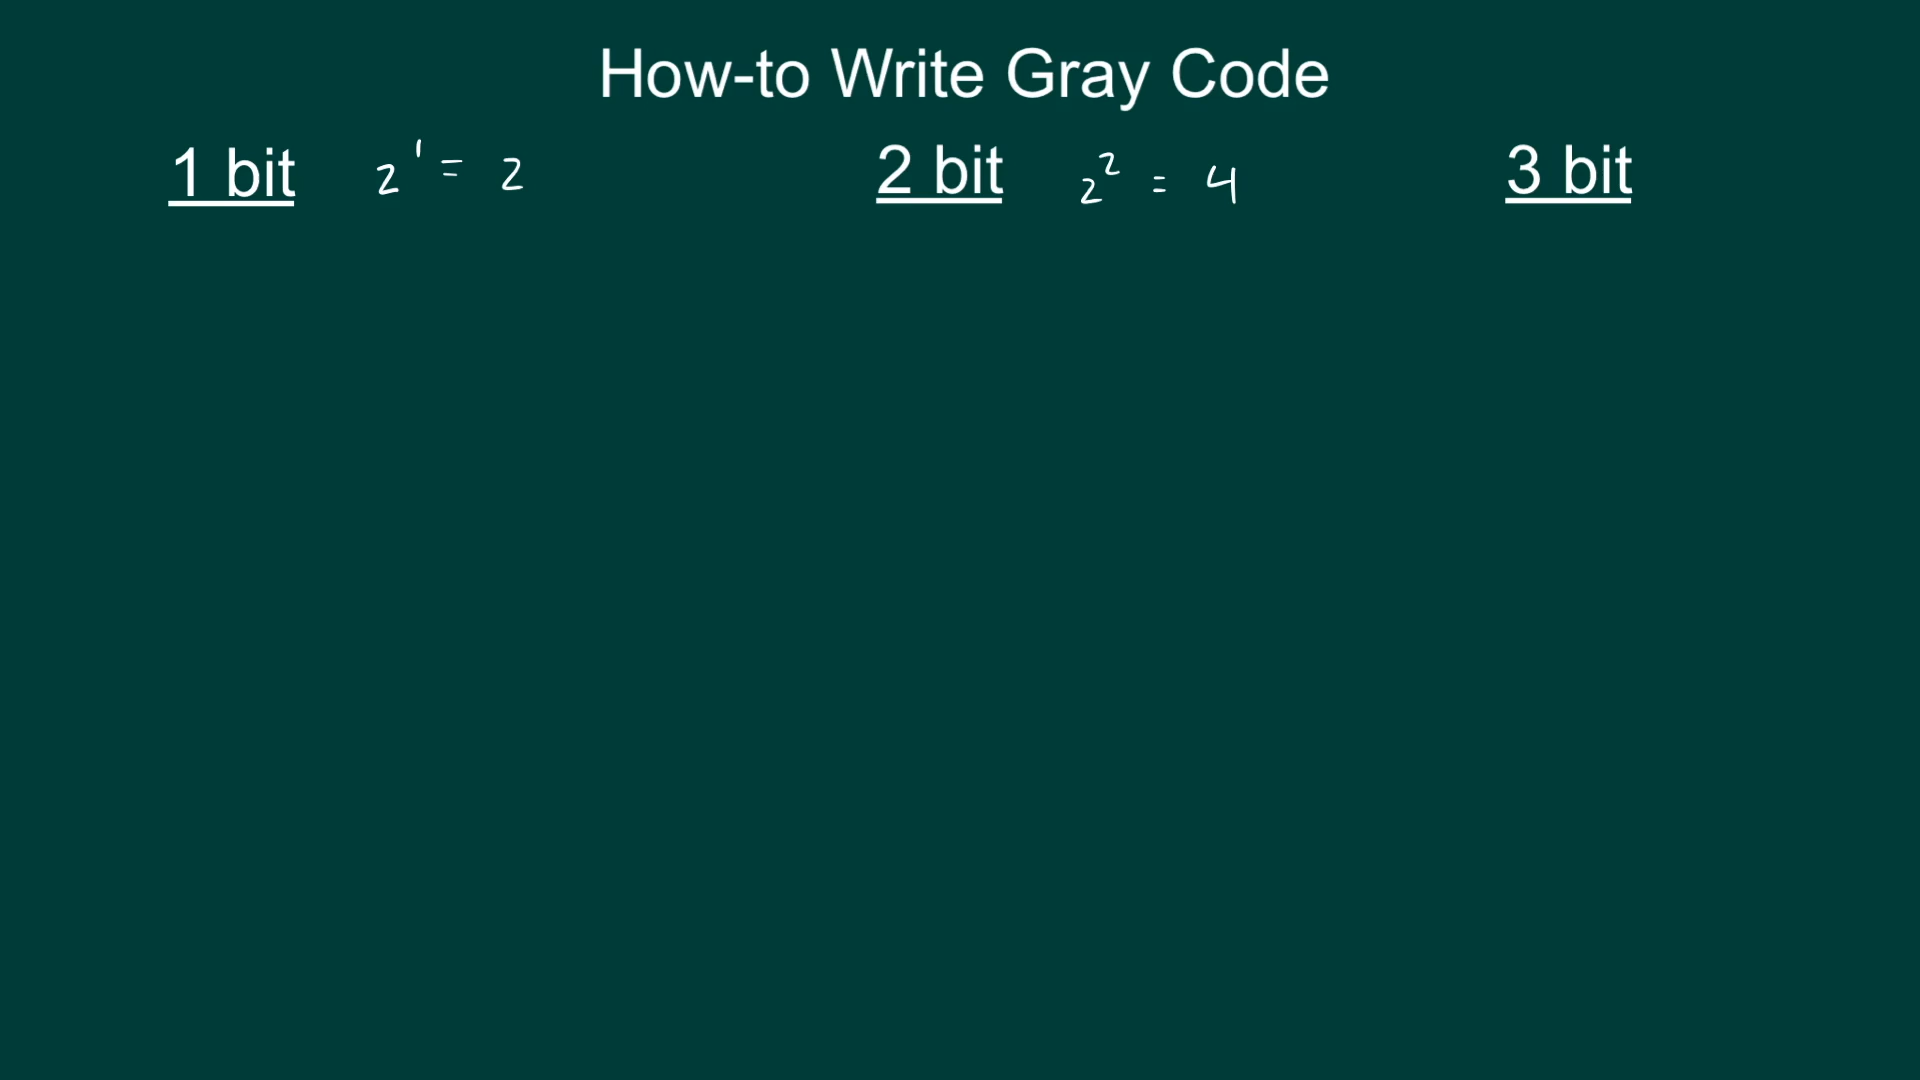 How-to Write Gray Code
1 bit 2¹ = 2 2 bit 2² = 4 3 bit